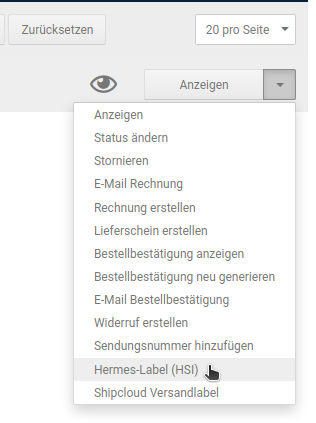 Zurücksetzen
20 pro Seite
Anzeigen
Anzeigen
Status ändern
Stornieren
E-Mail Rechnung
Rechnung erstellen
Lieferschein erstellen
Bestellbestätigung anzeigen
Bestellbestätigung neu generieren
E-Mail Bestellbestätigung
Widerruf erstellen
Sendungsnummer hinzufügen
Hermes-Label (HSI)
Shipcloud Versandlabel